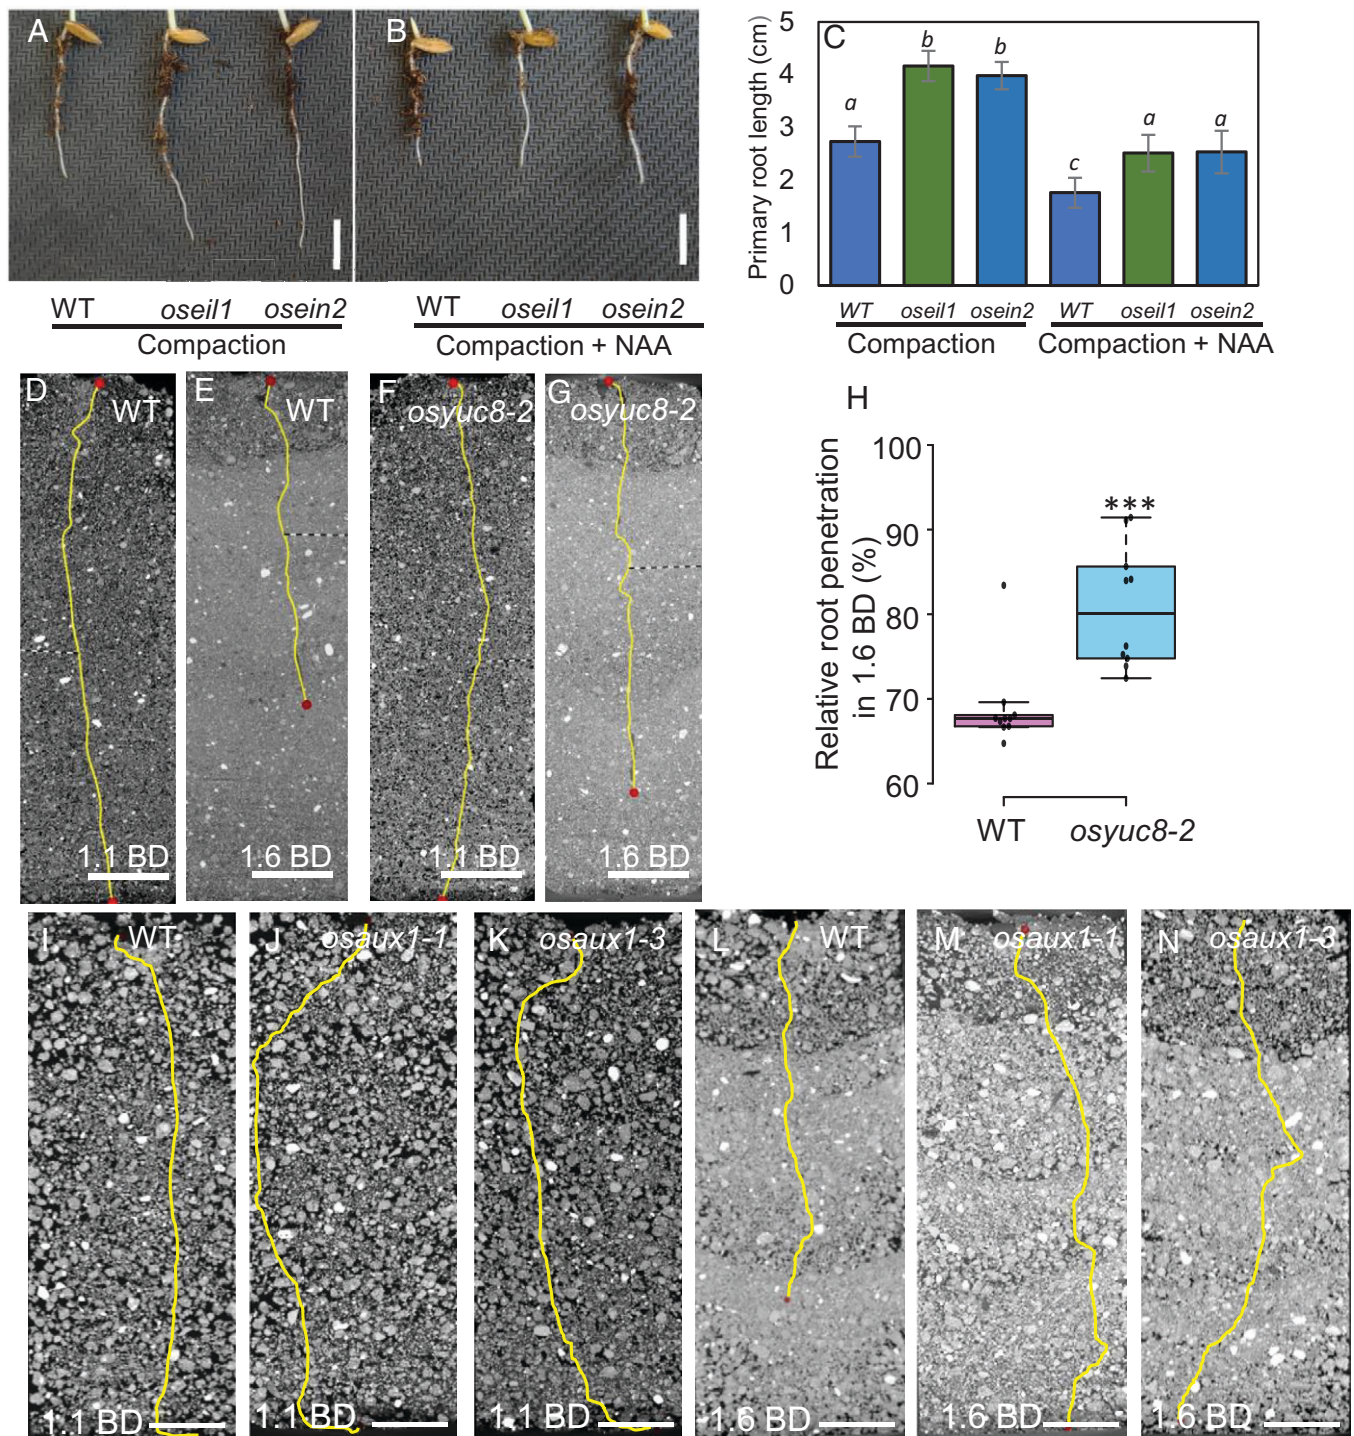 A
B
WT oseil1 osein2
Compaction
WT oseil1 osein2
Compaction + NAA
C
Primary root length (cm)
5
4
3
2
1
0
a
b
b
c
a
a
WT oseil1 osein2 WT oseil1 osein2
Compaction Compaction + NAA
D
WT
1.1 BD
E
WT
1.6 BD
F
osyuc8-2
1.1 BD
G
osyuc8-2
1.6 BD
H
Relative root penetration
in 1.6 BD (%)
100
90
80
70
60
***
WT osyuc8-2
I
WT
1.1 BD
J
osaux1-1
1.1 BD
K
osaux1-3
1.1 BD
L
WT
1.6 BD
M
osaux1-1
1.6 BD
N
osaux1-3
1.6 BD